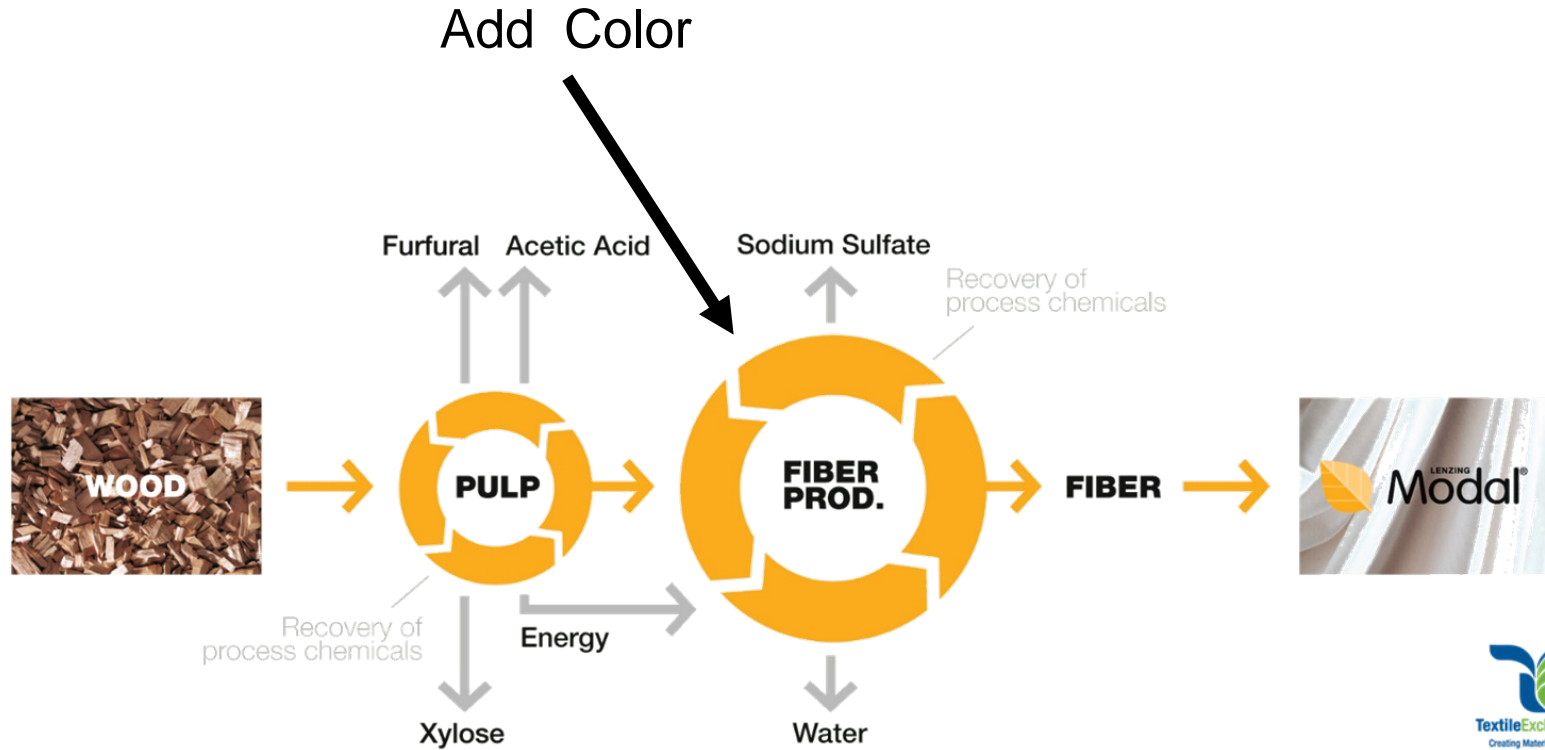 Add Color
Furfural
Acetic Acid
Sodium Sulfate
Recovery of
process chemicals
WOOD
PULP
FIBER
PROD.
FIBER
LENZING
Modal®
Recovery of
process chemicals
Energy
Xylose
Water